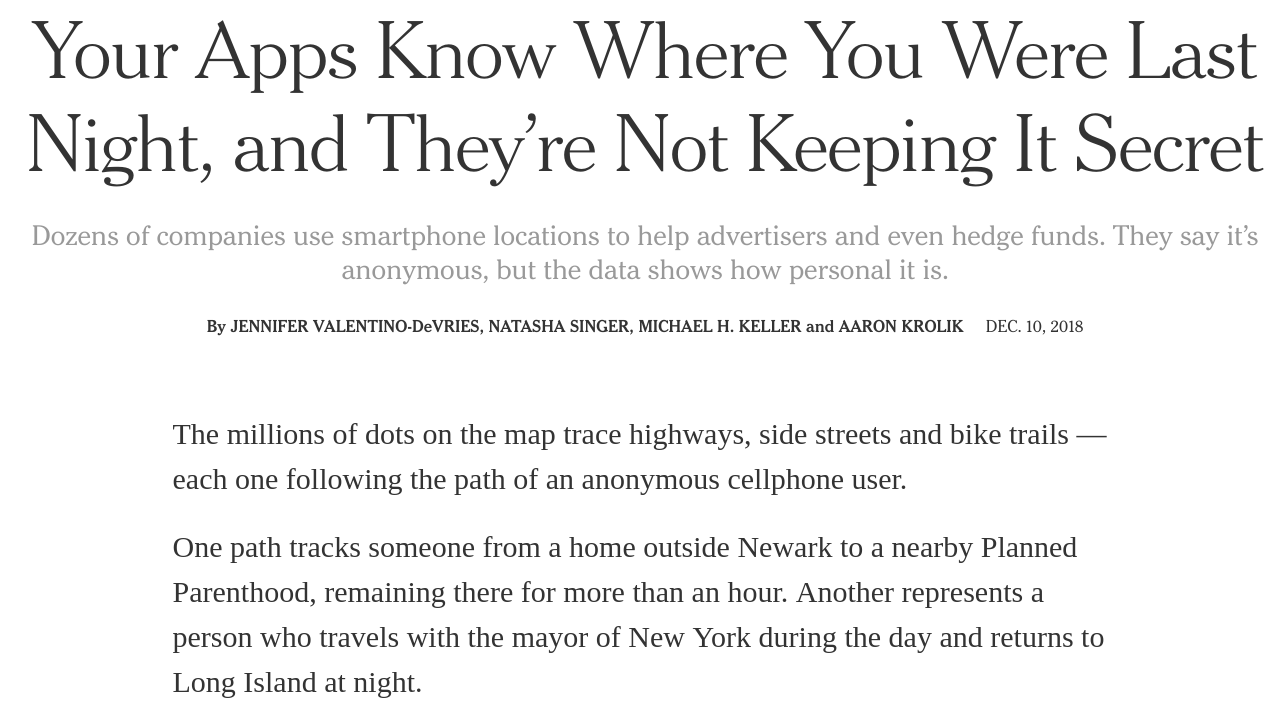 Your Apps Know Where You Were Last
Night, and They’re Not Keeping It Secret
Dozens of companies use smartphone locations to help advertisers and even hedge funds. They say it’s
anonymous, but the data shows how personal it is.
By JENNIFER VALENTINO-DeVRIES, NATASHA SINGER, MICHAEL H. KELLER and AARON KROLIK DEC. 10, 2018
The millions of dots on the map trace highways, side streets and bike trails —
each one following the path of an anonymous cellphone user.
One path tracks someone from a home outside Newark to a nearby Planned
Parenthood, remaining there for more than an hour. Another represents a
person who travels with the mayor of New York during the day and returns to
Long Island at night.